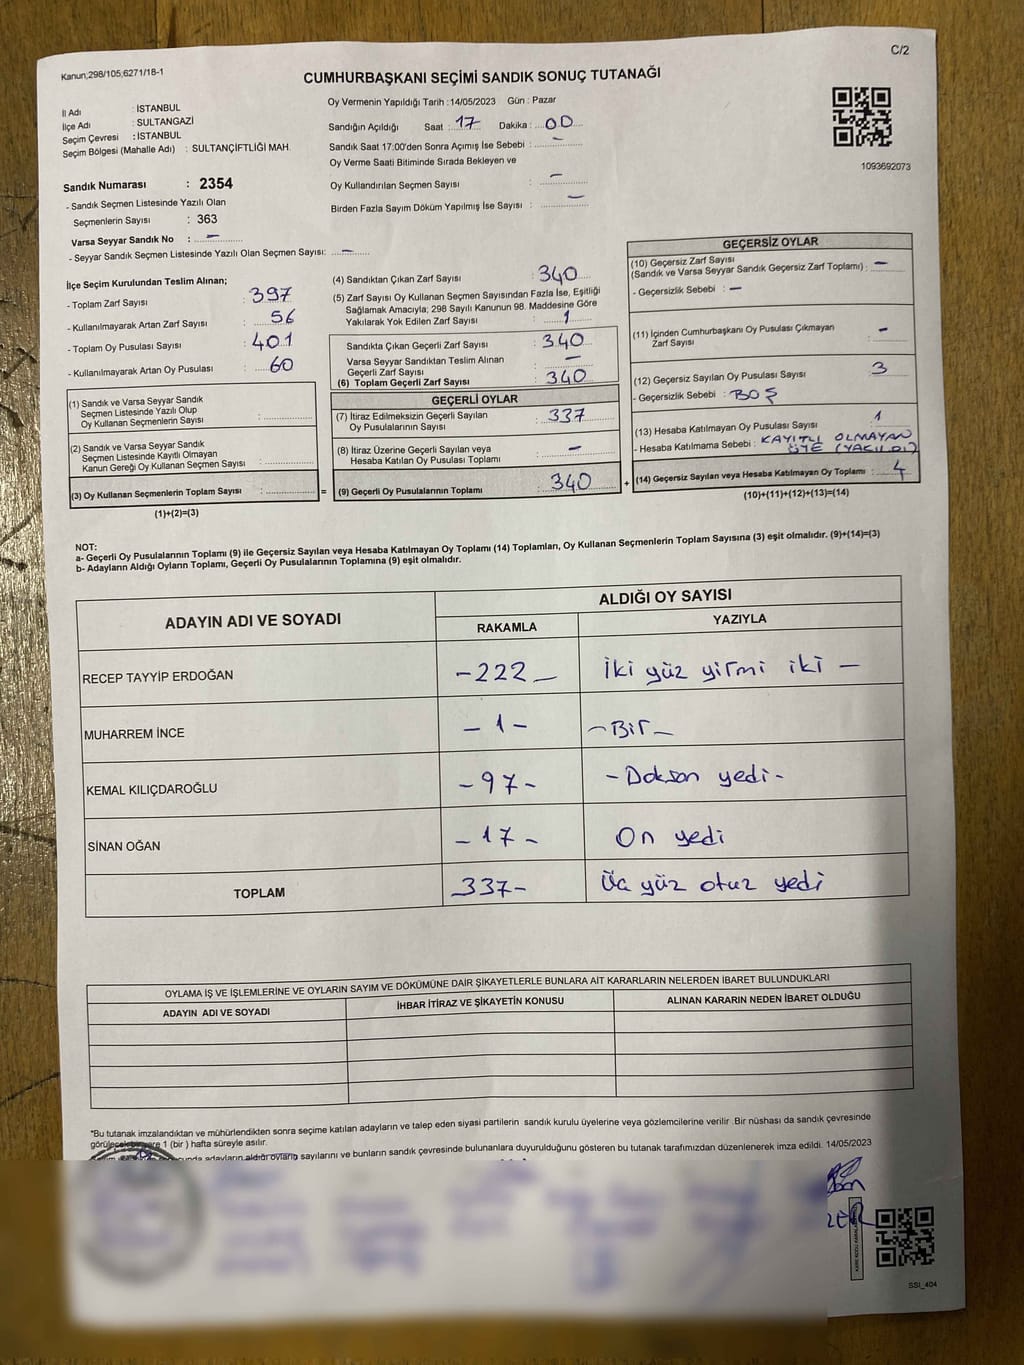 C/2
Kanun;298/105;6271/18-1
CUMHURBAŞKANI SEÇİMİ SANDIK SONUÇ TUTANAĞI
İl Adı : İSTANBUL
İlçe Adı : SULTANGAZİ
Seçim Çevresi : İSTANBUL
Seçim Bölgesi (Mahalle Adı) : SULTANÇİFTLİĞİ MAH.
Sandık Numarası : 2354
- Sandık Seçmen Listesinde Yazılı Olan
Seçmenlerin Sayısı : 363
Varsa Seyyar Sandık No : –
- Seyyar Sandık Seçmen Listesinde Yazılı Olan Seçmen Sayısı: –
Oy Vermenin Yapıldığı Tarih :14/05/2023 Gün : Pazar
Sandığın Açıldığı Saat : 17 Dakika : 00
Sandık Saat 17:00'den Sonra Açımış İse Sebebi : –
Oy Verme Saati Bitiminde Sırada Bekleyen ve
Oy Kullandırılan Seçmen Sayısı : –
Birden Fazla Sayım Döküm Yapılmış İse Sayısı : –
1093692073
İlçe Seçim Kurulundan Teslim Alınan;
- Toplam Zarf Sayısı : 397
- Kullanılmayarak Artan Zarf Sayısı : 56
- Toplam Oy Pusulası Sayısı : 401
- Kullanılmayarak Artan Oy Pusulası : 60
(1) Sandık ve Varsa Seyyar Sandık
Seçmen Listesinde Yazılı Olup
Oy Kullanan Seçmenlerin Sayısı :
(2) Sandık ve Varsa Seyyar Sandık
Seçmen Listesinde Kayıtlı Olmayan
Kanun Gereği Oy Kullanan Seçmen Sayısı :
(3) Oy Kullanan Seçmenlerin Toplam Sayısı : =
(1)+(2)=(3)
(4) Sandıktan Çıkan Zarf Sayısı : 340
(5) Zarf Sayısı Oy Kullanan Seçmen Sayısından Fazla İse, Eşitliği
Sağlamak Amacıyla; 298 Sayılı Kanunun 98. Maddesine Göre
Yakılarak Yok Edilen Zarf Sayısı : 1
Sandıkta Çıkan Geçerli Zarf Sayısı : 340
Varsa Seyyar Sandıktan Teslim Alınan
Geçerli Zarf Sayısı : –
(6) Toplam Geçerli Zarf Sayısı : 340
GEÇERLİ OYLAR
(7) İtiraz Edilmeksizin Geçerli Sayılan
Oy Pusulasının Sayısı : 337
(8) İtiraz Üzerine Geçerli Sayılan veya
Hesaba Katılan Oy Pusulası Toplamı : –
(9) Geçerli Oy Pusulalarının Toplamı : 340 +
GEÇERSİZ OYLAR
(10) Geçersiz Zarf Sayısı
(Sandık ve Varsa Seyyar Sandık Geçersiz Zarf Toplamı) : –
- Geçersizlik Sebebi : –
(11) İçinden Cumhurbaşkanı Oy Pusulası Çıkmayan
Zarf Sayısı : –
(12) Geçersiz Sayılan Oy Pusulası Sayısı : 3
- Geçersizlik Sebebi : BOŞ
(13) Hesaba Katılmayan Oy Pusulası Sayısı : 1
- Hesaba Katılmama Sebebi : KAYITLI OLMAYAN
ÜYE (YAKILDI)
(14) Geçersiz Sayılan veya Hesaba Katılmayan Oy Toplamı : 4
(10)+(11)+(12)+(13)=(14)
NOT:
a- Geçerli Oy Pusulalarının Toplamı (9) ile Geçersiz Sayılan veya Hesaba Katılmayan Oy Toplamı (14) Toplamları, Oy Kullanan Seçmenlerin Toplam Sayısına (3) eşit olmalıdır. (9)+(14)=(3)
b- Adayların Aldığı Oyların Toplamı, Geçerli Oy Pusulalarının Toplamına (9) eşit olmalıdır.
ADAYIN ADI VE SOYADI ALDIĞI OY SAYISI
RAKAMLA YAZIYLA
RECEP TAYYİP ERDOĞAN –222– İki yüz yirmi iki –
MUHARREM İNCE –1– –Bir–
KEMAL KILIÇDAROĞLU –97– –Doksan yedi–
SİNAN OĞAN –17– On yedi
TOPLAM 337– Üç yüz otuz yedi
OYLAMA İŞ VE İŞLEMLERİNE VE OYLARIN SAYIM VE DÖKÜMÜNE DAİR ŞİKAYETLERLE BUNLARA AİT KARARLARIN NELERDEN İBARET BULUNDUKLARI
ADAYIN ADI VE SOYADI İHBAR İTİRAZ VE ŞİKAYETİN KONUSU ALINAN KARARIN NEDEN İBARET OLDUĞU
*Bu tutanak imzalandıktan ve mühürlendikten sonra seçime katılan adayların ve talep eden siyasi partilerin sandık kurulu üyelerine veya gözlemcilerine verilir .Bir nüshası da sandık çevresinde
1 (bir ) hafta süreyle asılır.
adayların aldığı oyların sayılarını ve bunların sandık çevresinde bulunanlara duyurulduğunu gösteren bu tutanak tarafımızdan düzenlenerek imza edildi. 14/05/2023
SSI_404